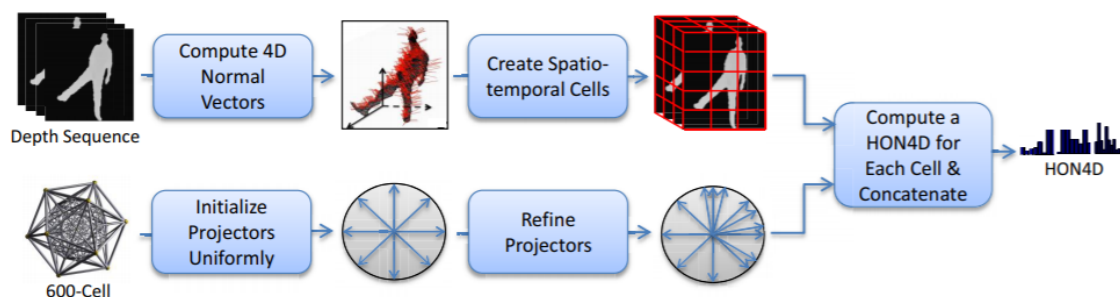 Depth Sequence
Compute 4D
Normal
Vectors
Create Spatio-
temporal Cells
Compute a
HON4D for
Each Cell &
Concatenate
HON4D
600-Cell
Initialize
Projectors
Uniformly
Refine
Projectors